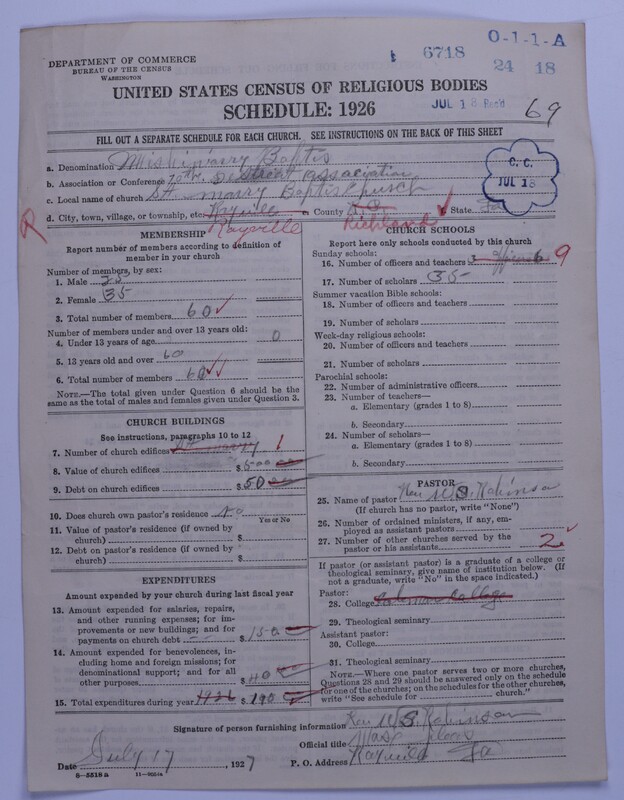 O-1-1-A
6718
24 18
DEPARTMENT OF COMMERCE
BUREAU OF THE CENSUS
WASHINGTON
UNITED STATES CENSUS OF RELIGIOUS BODIES
SCHEDULE: 1926
JUL 18 Rec'd
69
FILL OUT A SEPARATE SCHEDULE FOR EACH CHURCH. SEE INSTRUCTIONS ON THE BACK OF THIS SHEET
a. Denomination
b. Association or Conference Association
c. Local name of church St. mary Baptist
d. City, town, village, or township, etc. Rayville County State
R Rayville Richland
C. C.
JUL 18
MEMBERSHIP
Report number of members according to definition of
member in your church
Number of members, by sex:
1. Male 25
2. Female 35
3. Total number of members 60
Number of members under and over 13 years old:
4. Under 13 years of age 0
5. 13 years old and over 60
6. Total number of members 60
NOTE.—The total given under Question 6 should be the
same as the total of males and females given under Question 3.
CHURCH BUILDINGS
See instructions, paragraphs 10 to 12
7. Number of church edifices 1
8. Value of church edifices $ 500
9. Debt on church edifices $ 50
10. Does church own pastor's residence? no
Yes or No
11. Value of pastor's residence (if owned by
church) $
12. Debt on pastor's residence (if owned by
church) $
EXPENDITURES
Amount expended by your church during last fiscal year
13. Amount expended for salaries, repairs,
and other running expenses; for im-
provements or new buildings; and for
payments on church debt $ 150
14. Amount expended for benevolences, in-
cluding home and foreign missions; for
denominational support; and for all
other purposes $ 40
15. Total expenditures during year 1926 $ 190
CHURCH SCHOOLS
Report here only schools conducted by this church
Sunday schools:
16. Number of officers and teachers 9
17. Number of scholars 35
Summer vacation Bible schools:
18. Number of officers and teachers
19. Number of scholars
Week-day religious schools:
20. Number of officers and teachers
21. Number of scholars
Parochial schools:
22. Number of administrative officers
23. Number of teachers—
a. Elementary (grades 1 to 8)
b. Secondary
24. Number of scholars—
a. Elementary (grades 1 to 8)
b. Secondary
PASTOR
25. Name of pastor Rev S. Robinson
(If church has no pastor, write "None")
26. Number of ordained ministers, if any, em-
ployed as assistant pastors
27. Number of other churches served by the
pastor or his assistants 2
If pastor (or assistant pastor) is a graduate of a college or
theological seminary, give name of institution below. (If
not a graduate, write "No" in the space indicated.)
Pastor:
28. College College
29. Theological seminary
Assistant pastor:
30. College
31. Theological seminary
NOTE.—Where one pastor serves two or more churches,
Questions 28 and 29 should be answered only on the schedule
for one of the churches; on the schedules for the other churches,
write "See schedule for church."
Signature of person furnishing information Rev S. Robinson
Official title
Date July 17, 1927 P. O. Address Rayville
8-5518a